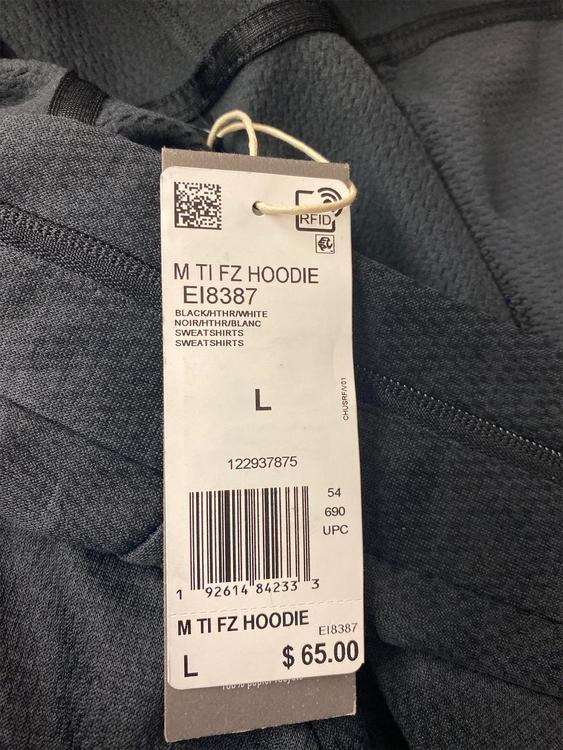 RFID
M TI FZ HOODIE
EI8387
BLACK/HTHR/WHITE
NOIR/HTHR/BLANC
SWEATSHIRTS
SWEATSHIRTS
L
CHUSRF/V01
122937875
54
690
UPC
1 92614 84233 3
M TI FZ HOODIE EI8387
L $ 65.00